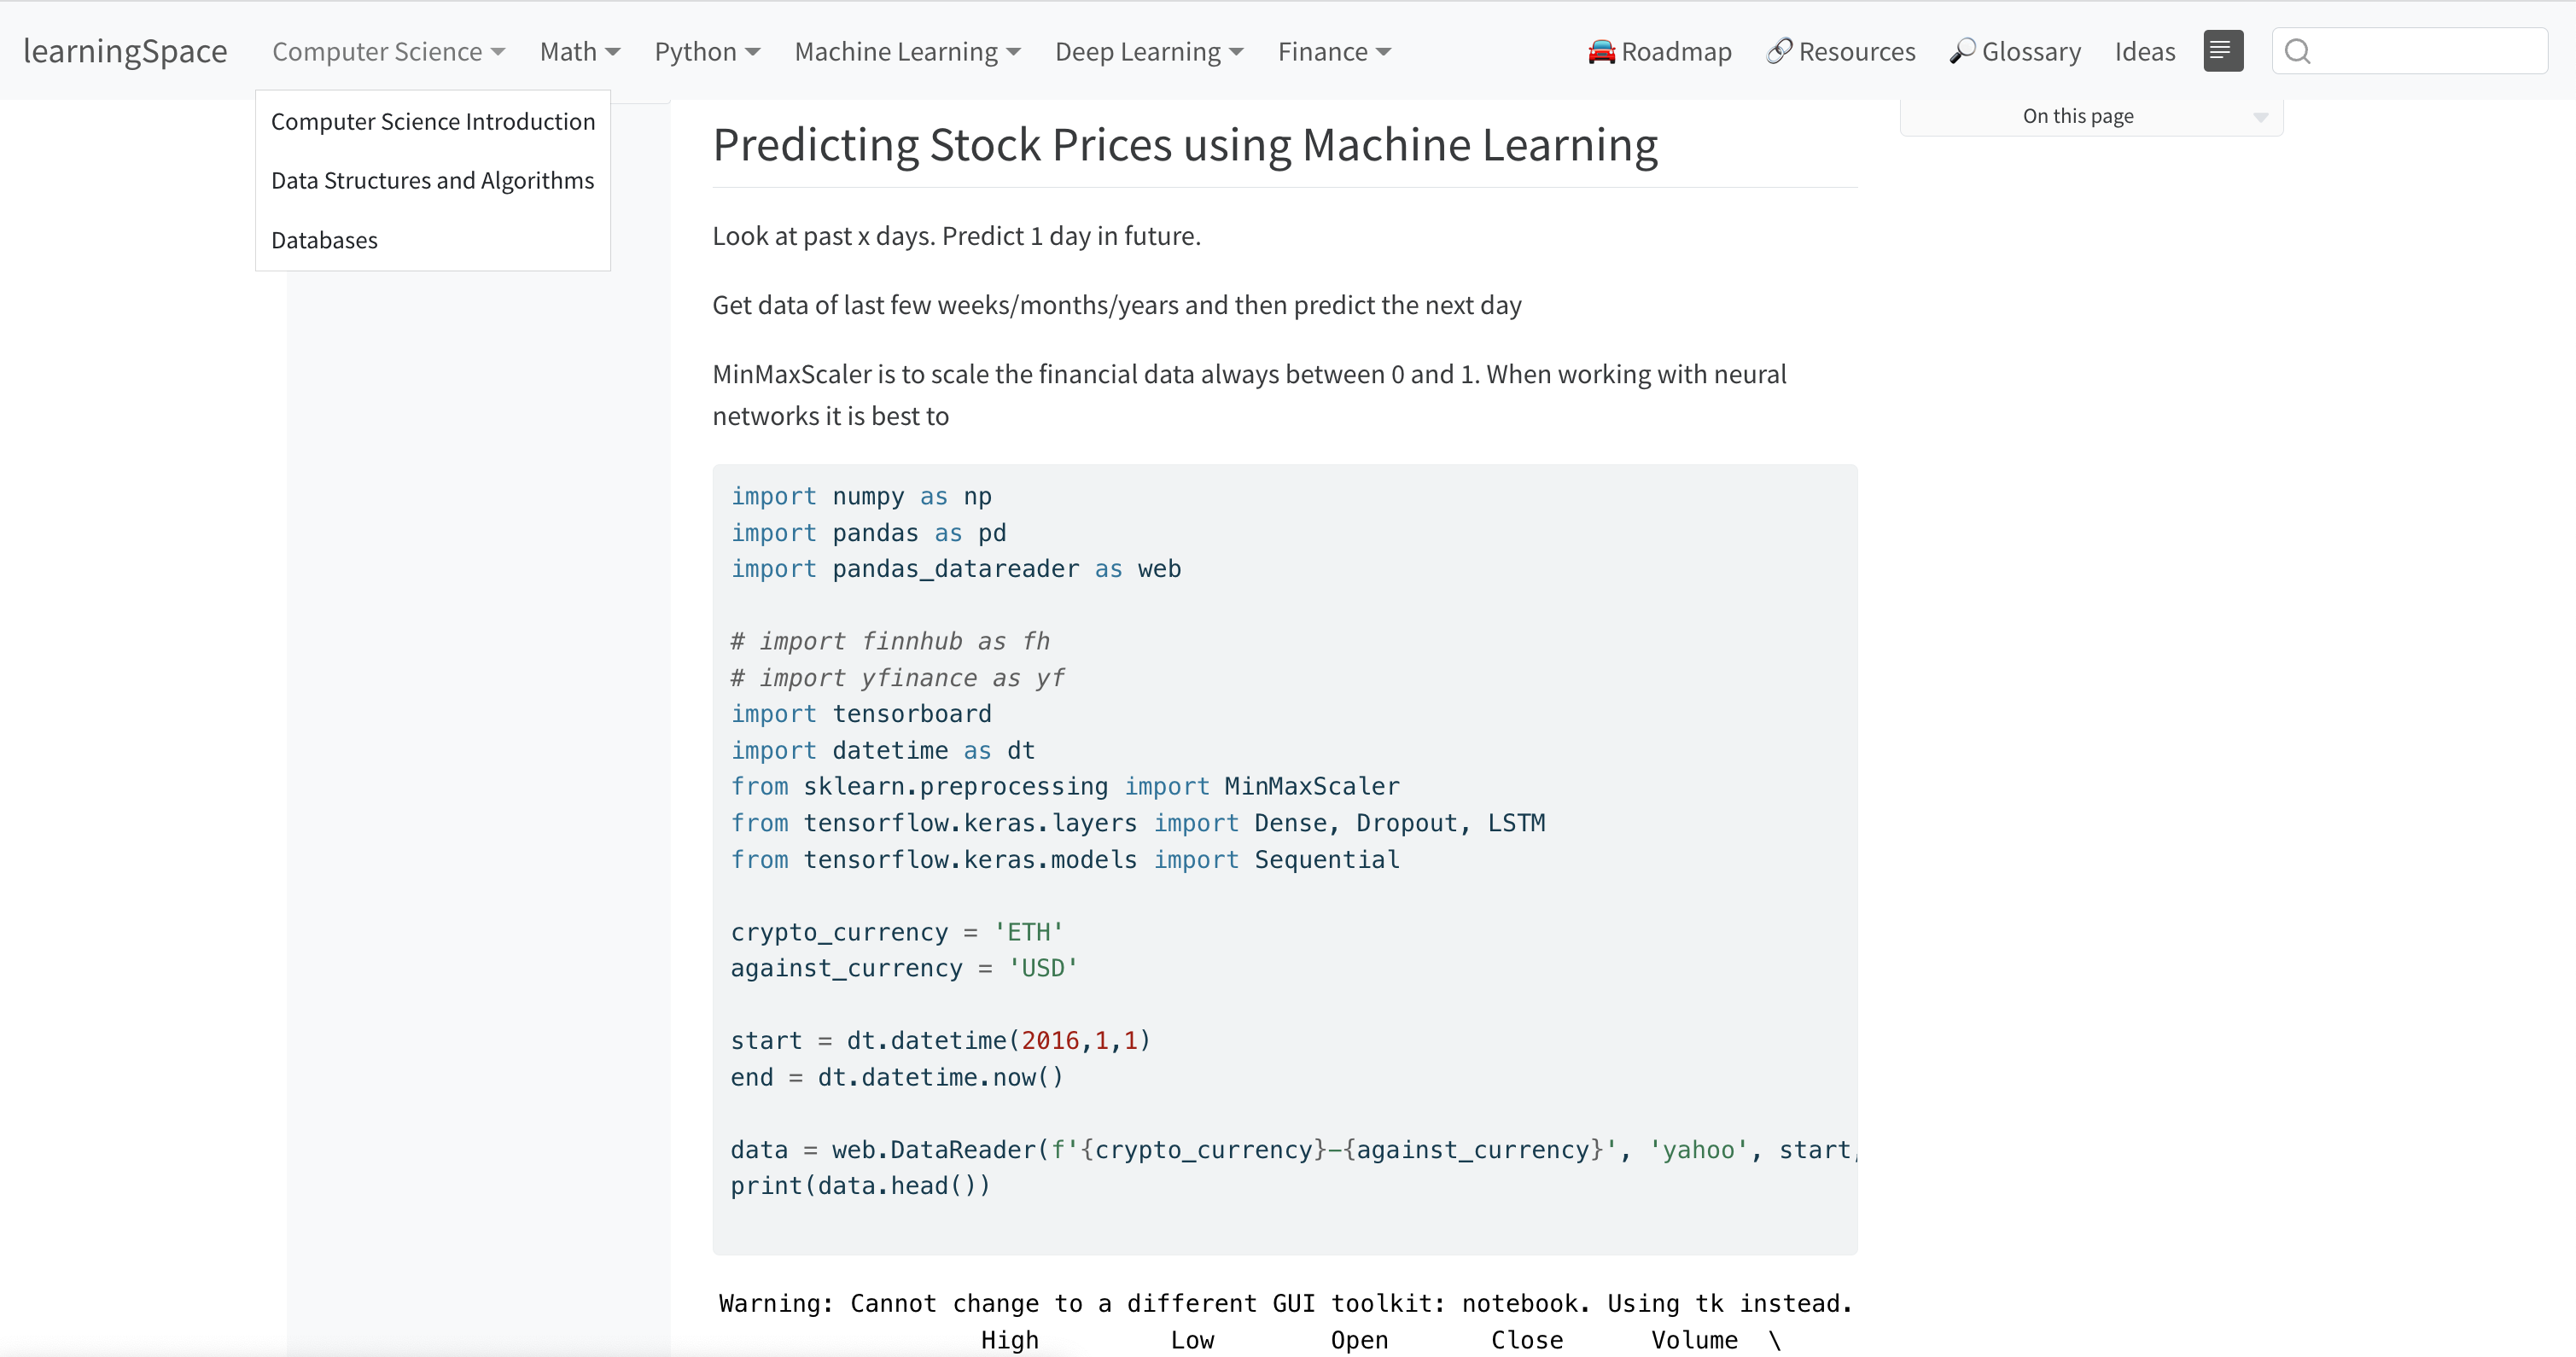 learningSpace Computer Science Math Python Machine Learning Deep Learning Finance Roadmap Resources Glossary Ideas
Computer Science Introduction
Data Structures and Algorithms
Databases
On this page
Predicting Stock Prices using Machine Learning
Look at past x days. Predict 1 day in future.
Get data of last few weeks/months/years and then predict the next day
MinMaxScaler is to scale the financial data always between 0 and 1. When working with neural
networks it is best to
import numpy as np
import pandas as pd
import pandas_datareader as web
# import finnhub as fh
# import yfinance as yf
import tensorboard
import datetime as dt
from sklearn.preprocessing import MinMaxScaler
from tensorflow.keras.layers import Dense, Dropout, LSTM
from tensorflow.keras.models import Sequential
crypto_currency = 'ETH'
against_currency = 'USD'
start = dt.datetime(2016,1,1)
end = dt.datetime.now()
data = web.DataReader(f'{crypto_currency}-{against_currency}', 'yahoo', start,
print(data.head())
Warning: Cannot change to a different GUI toolkit: notebook. Using tk instead.
High Low Open Close Volume \